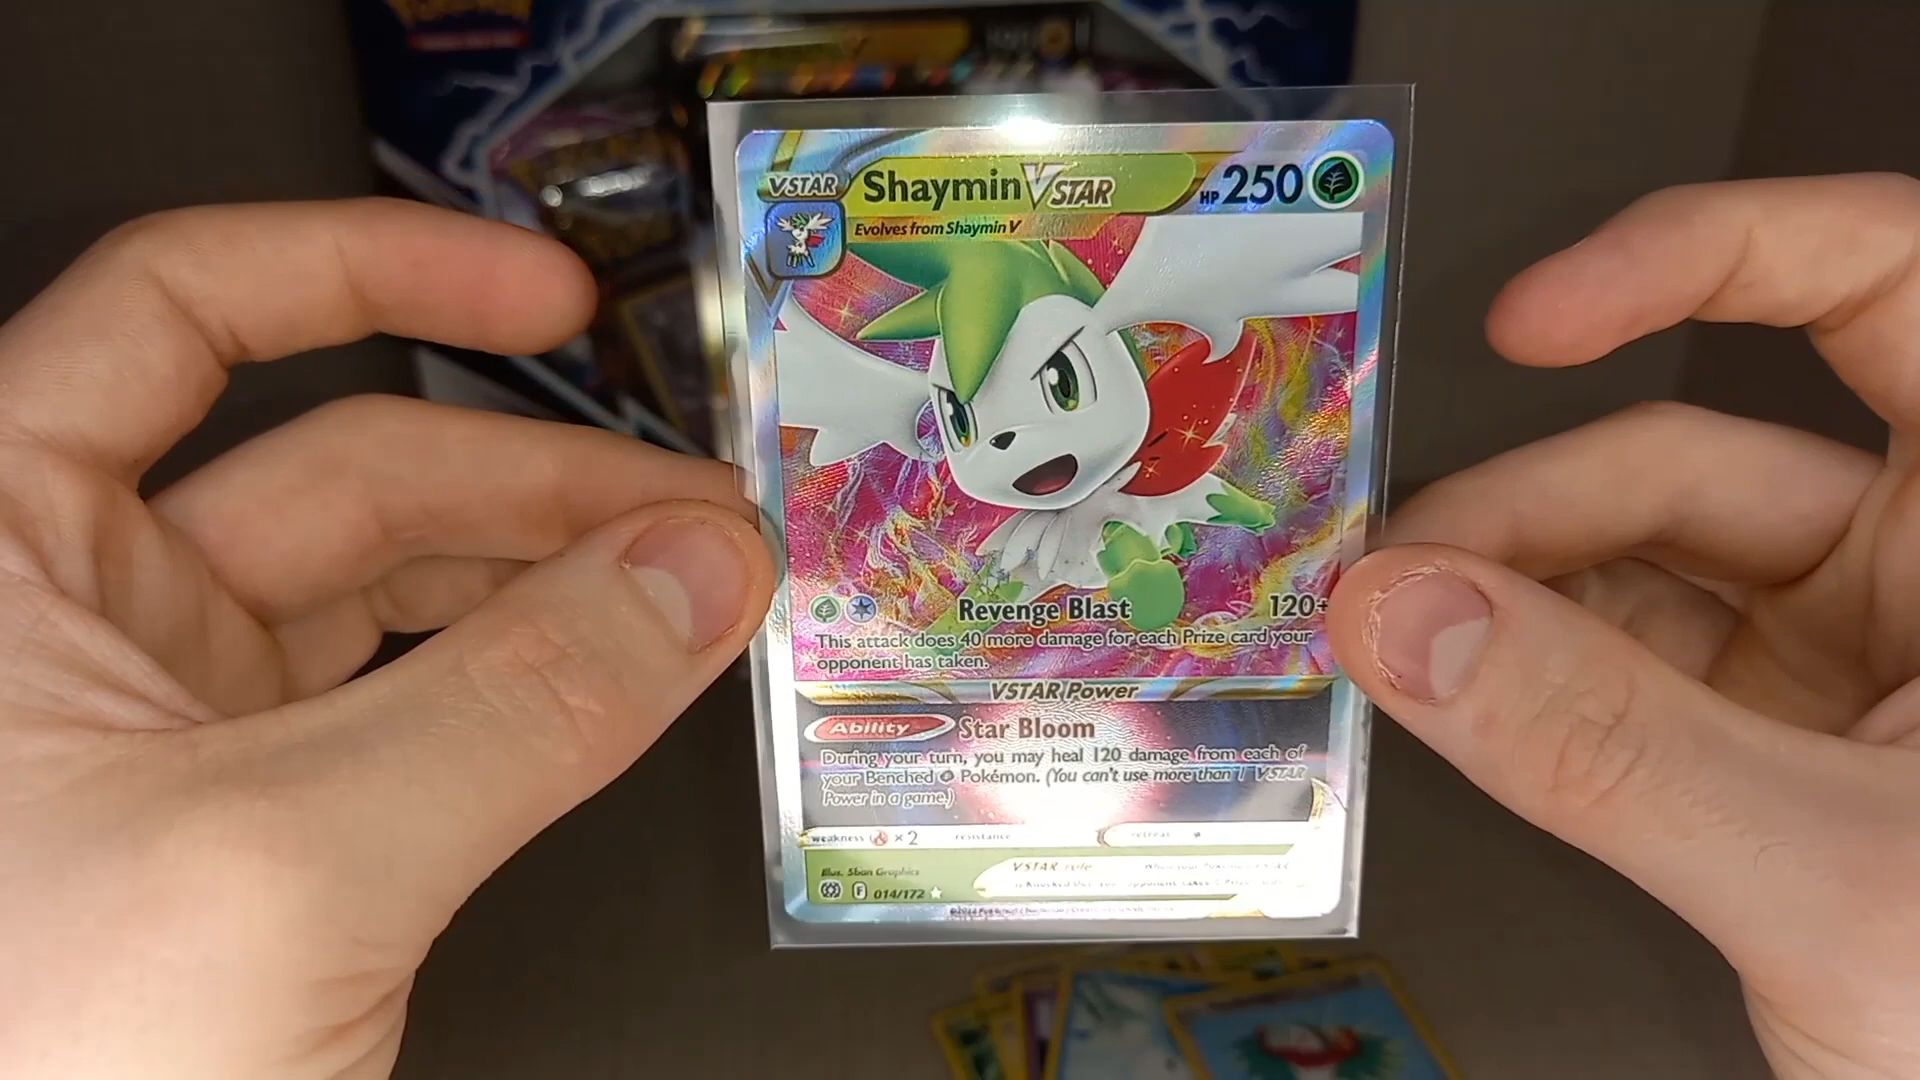 VSTAR Shaymin VSTAR HP 250
Evolves from Shaymin V
Revenge Blast 120+
This attack does 40 more damage for each Prize card your
opponent has taken.
VSTAR Power
Ability Star Bloom
During your turn, you may heal 120 damage from each of
your Benched Pokémon. (You can't use more than 1 VSTAR
Power in a game.)
weakness ×2 resistance retreat
Illus. 5ban Graphics
VSTAR rule
F 014/172